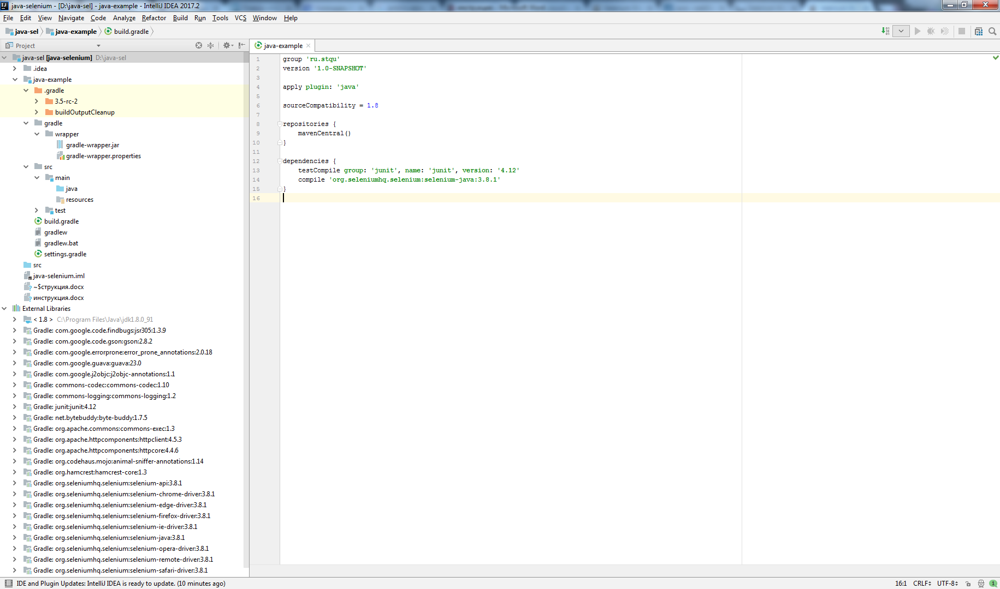 java-selenium - [D:\java-sel] - java-example - IntelliJ IDEA 2017.2
File Edit View Navigate Code Analyze Refactor Build Run Tools VCS Window Help
java-sel java-example build.gradle
Project
java-example
java-sel [java-selenium] D:\java-sel
.idea
java-example
.gradle
3.5-rc-2
buildOutputCleanup
gradle
wrapper
gradle-wrapper.jar
gradle-wrapper.properties
src
main
java
resources
test
build.gradle
gradlew
gradlew.bat
settings.gradle
src
java-selenium.iml
~$струкция.docx
инструкция.docx
External Libraries
< 1.8 > C:\Program Files\Java\jdk1.8.0_91
Gradle: com.google.code.findbugs:jsr305:1.3.9
Gradle: com.google.code.gson:gson:2.8.2
Gradle: com.google.errorprone:error_prone_annotations:2.0.18
Gradle: com.google.guava:guava:23.0
Gradle: com.google.j2objc:j2objc-annotations:1.1
Gradle: commons-codec:commons-codec:1.10
Gradle: commons-logging:commons-logging:1.2
Gradle: junit:junit:4.12
Gradle: net.bytebuddy:byte-buddy:1.7.5
Gradle: org.apache.commons:commons-exec:1.3
Gradle: org.apache.httpcomponents:httpclient:4.5.3
Gradle: org.apache.httpcomponents:httpcore:4.4.6
Gradle: org.codehaus.mojo:animal-sniffer-annotations:1.14
Gradle: org.hamcrest:hamcrest-core:1.3
Gradle: org.seleniumhq.selenium:selenium-api:3.8.1
Gradle: org.seleniumhq.selenium:selenium-chrome-driver:3.8.1
Gradle: org.seleniumhq.selenium:selenium-edge-driver:3.8.1
Gradle: org.seleniumhq.selenium:selenium-firefox-driver:3.8.1
Gradle: org.seleniumhq.selenium:selenium-ie-driver:3.8.1
Gradle: org.seleniumhq.selenium:selenium-java:3.8.1
Gradle: org.seleniumhq.selenium:selenium-opera-driver:3.8.1
Gradle: org.seleniumhq.selenium:selenium-remote-driver:3.8.1
Gradle: org.seleniumhq.selenium:selenium-safari-driver:3.8.1
1 group 'ru.stqu'
2 version '1.0-SNAPSHOT'
3
4 apply plugin: 'java'
5
6 sourceCompatibility = 1.8
7
8 repositories {
9 mavenCentral()
10 }
11
12 dependencies {
13 testCompile group: 'junit', name: 'junit', version: '4.12'
14 compile 'org.seleniumhq.selenium:selenium-java:3.8.1'
15 }
16
IDE and Plugin Updates: IntelliJ IDEA is ready to update. (10 minutes ago)
16:1 CRLF UTF-8 1